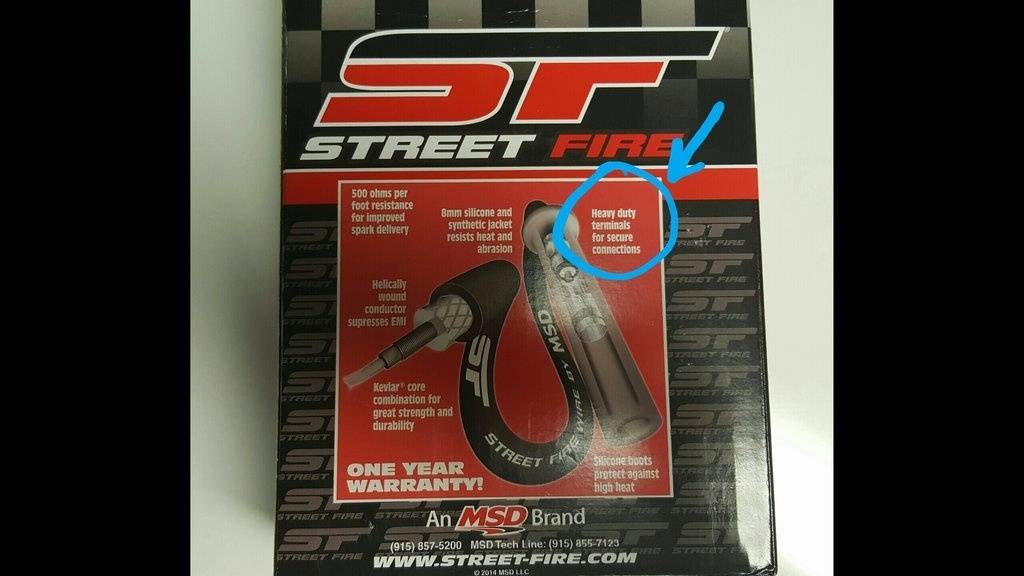 SF
STREET FIRE
500 ohms per
foot resistance
for improved
spark delivery
8mm silicone and
synthetic jacket
resists heat and
abrasion
Heavy duty
terminals
for secure
connections
Helically
wound
conductor
supresses EMI
Kevlar® core
combination for
great strength and
durability
SF
STREET FIRE WIRE BY MSD
Silicone boots
protect against
high heat
ONE YEAR
WARRANTY!
An MSD Brand
(915) 857-5200 MSD Tech Line: (915) 855-7123
WWW.STREET-FIRE.COM
© 2014 MSD LLC